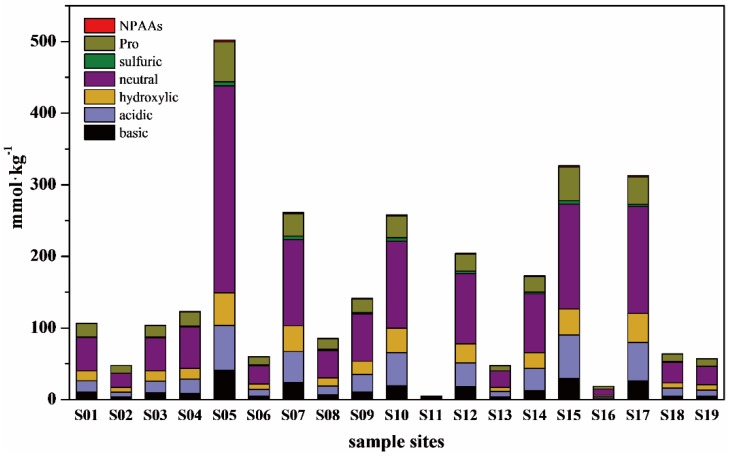 NPAAs
Pro
sulfuric
neutral
hydroxylic
acidic
basic
mmol·kg-1
500
400
300
200
100
0
S01 S02 S03 S04 S05 S06 S07 S08 S09 S10 S11 S12 S13 S14 S15 S16 S17 S18 S19
sample sites